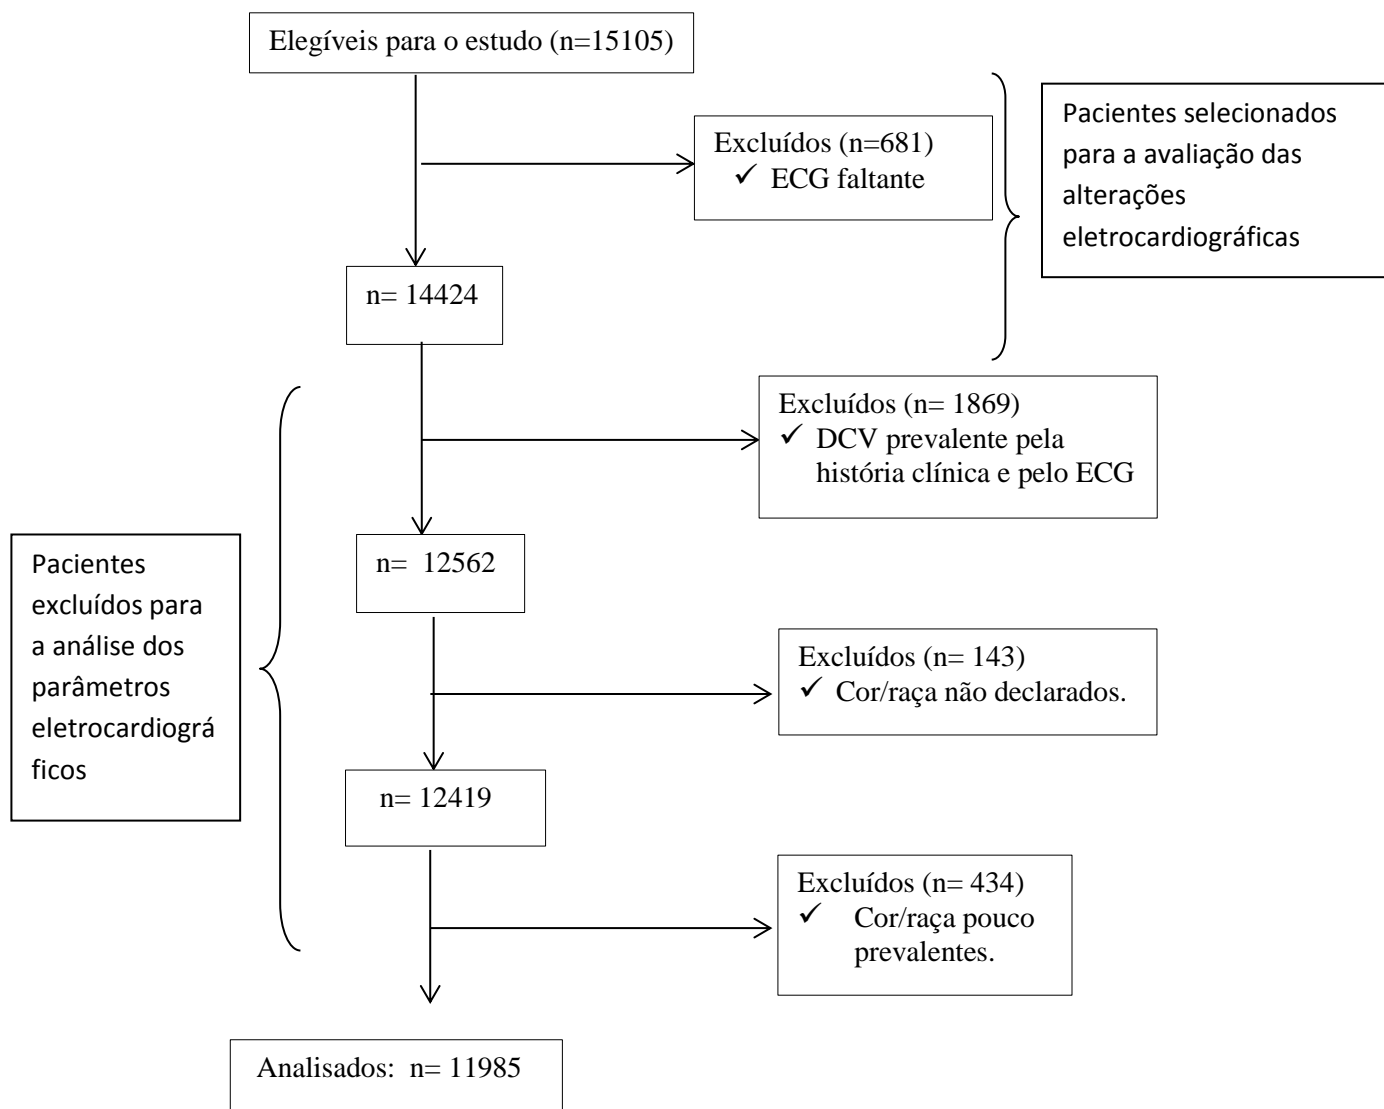 Elegíveis para o estudo (n=15105)
Pacientes selecionados
para a avaliação das
alterações
eletrocardiográficas
Excluídos (n=681)
✓ ECG faltante
n= 14424
Excluídos (n= 1869)
✓ DCV prevalente pela
história clínica e pelo ECG
Pacientes
excluídos para
a análise dos
parâmetros
eletrocardiográ
ficos
n= 12562
Excluídos (n= 143)
✓ Cor/raça não declarados.
n= 12419
Excluídos (n= 434)
✓ Cor/raça pouco
prevalentes.
Analisados: n= 11985